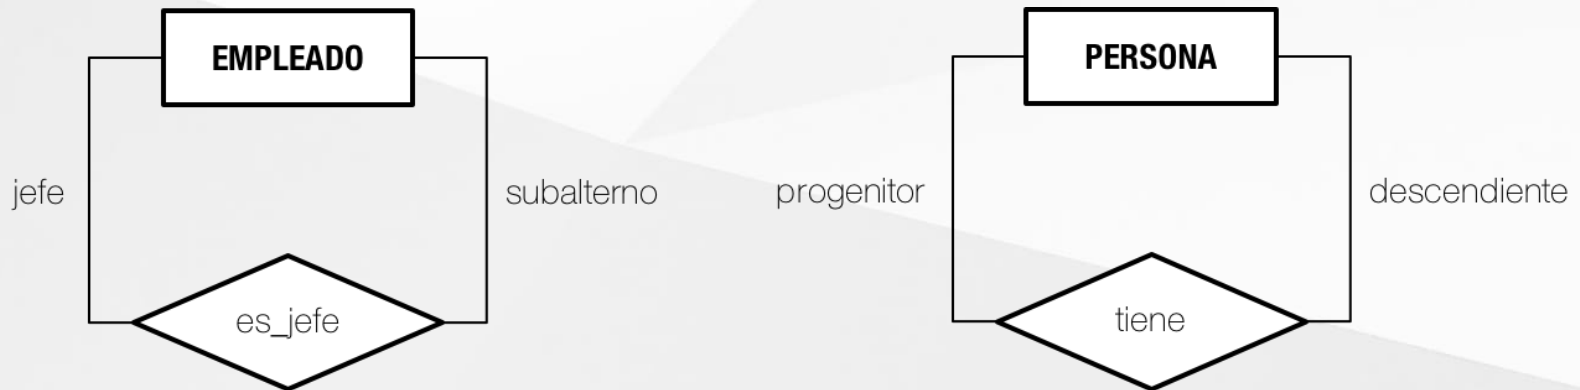 EMPLEADO
jefe
subalterno
es_jefe
PERSONA
progenitor
descendiente
tiene